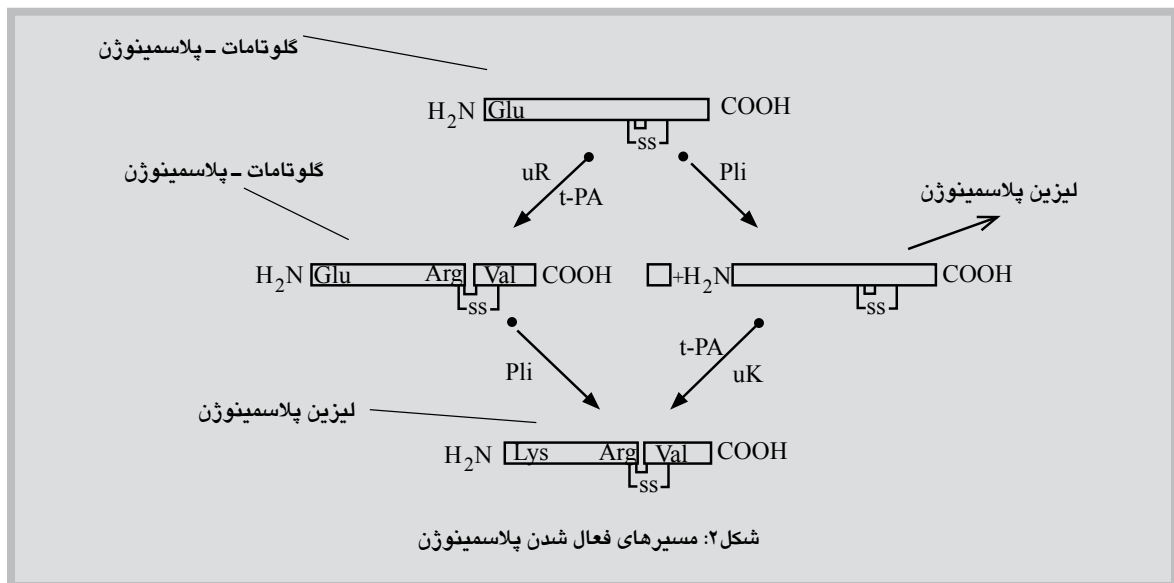 گلوتامات - پلاسمینوژن
H2N Glu COOH
ss
گلوتامات - پلاسمینوژن
uR
t-PA
Pli
لیزین پلاسمینوژن
H2N Glu Arg Val COOH
ss
+H2N COOH
ss
Pli
t-PA
uK
لیزین پلاسمینوژن
H2N Lys Arg Val COOH
ss
شکل۲: مسیرهای فعال شدن پلاسمینوژن